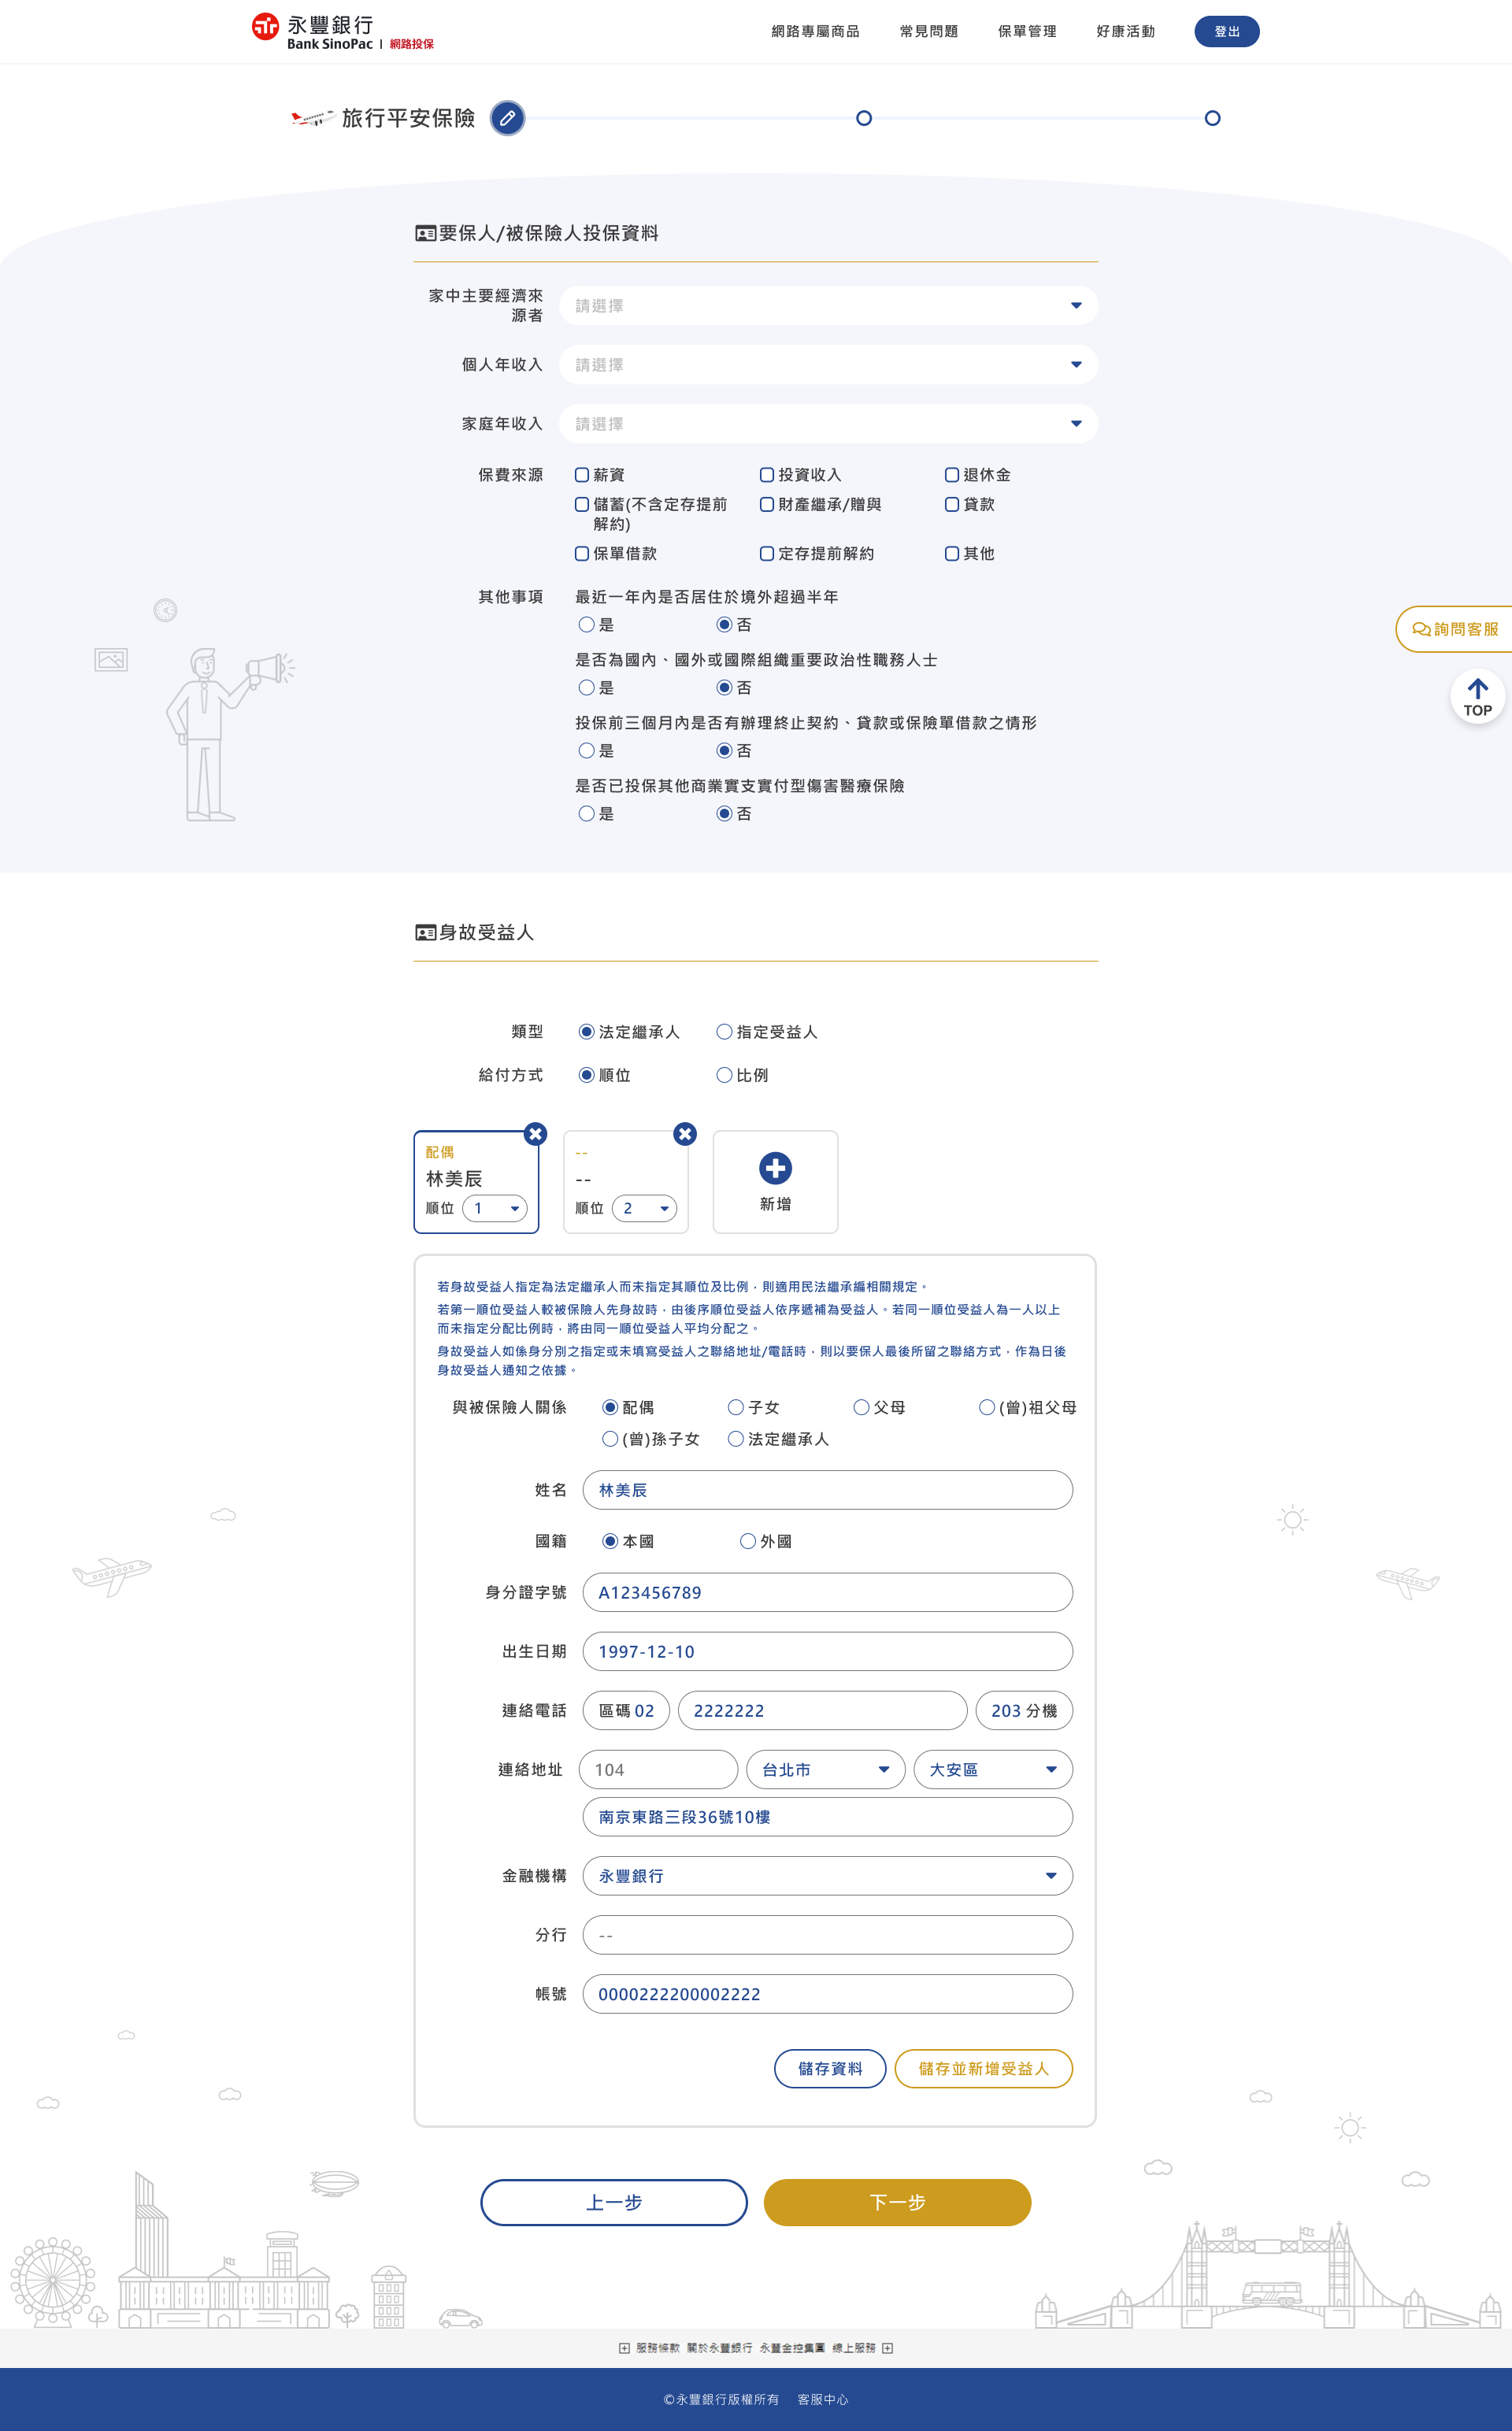 永豐銀行
Bank SinoPac | 網路投保
網路專屬商品 常見問題 保單管理 好康活動 登出
旅行平安保險
要保人/被保險人投保資料
家中主要經濟來
源者
請選擇
個人年收入 請選擇
家庭年收入 請選擇
保費來源 薪資 投資收入 退休金
儲蓄(不含定存提前
解約)
財產繼承/贈與 貸款
保單借款 定存提前解約 其他
其他事項 最近一年內是否居住於境外超過半年
是 否
是否為國內、國外或國際組織重要政治性職務人士
是 否
投保前三個月內是否有辦理終止契約、貸款或保險單借款之情形
是 否
是否已投保其他商業實支實付型傷害醫療保險
是 否
詢問客服
TOP
身故受益人
類型 法定繼承人 指定受益人
給付方式 順位 比例
配偶
林美辰
順位 1
--
--
順位 2
新增
若身故受益人指定為法定繼承人而未指定其順位及比例，則適用民法繼承編相關規定。
若第一順位受益人較被保險人先身故時，由後序順位受益人依序遞補為受益人。若同一順位受益人為一人以上
而未指定分配比例時，將由同一順位受益人平均分配之。
身故受益人如係身分別之指定或未填寫受益人之聯絡地址/電話時，則以要保人最後所留之聯絡方式，作為日後
身故受益人通知之依據。
與被保險人關係 配偶 子女 父母 (曾)祖父母
(曾)孫子女 法定繼承人
姓名 林美辰
國籍 本國 外國
身分證字號 A123456789
出生日期 1997-12-10
連絡電話 區碼 02 2222222 203 分機
連絡地址 104 台北市 大安區
南京東路三段36號10樓
金融機構 永豐銀行
分行 --
帳號 0000222200002222
儲存資料 儲存並新增受益人
上一步 下一步
服務條款 關於永豐銀行 永豐金控集團 線上服務
©永豐銀行版權所有 客服中心